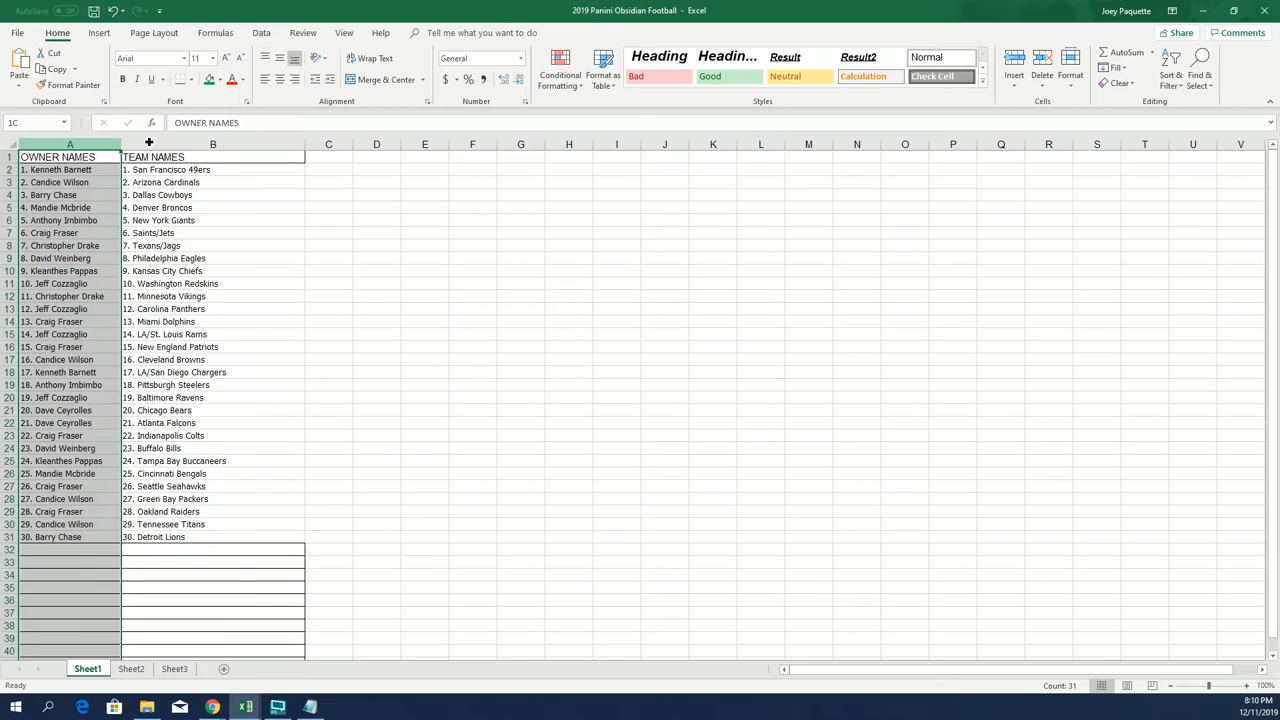 AutoSave Off 2019 Panini Obsidian Football - Excel Joey Paquette
File Home Insert Page Layout Formulas Data Review View Help Tell me what you want to do Share Comments
Paste Cut Copy Format Painter Clipboard
Arial 11 A A B I U A Font
Wrap Text Merge & Center Alignment
General $ % , Number
Conditional Formatting Format as Table
Heading Headin... Result Result2 Normal
Bad Good Neutral Calculation Check Cell
Styles
Insert Delete Format Cells
AutoSum Fill Clear Sort & Filter Find & Select Editing
1C fx OWNER NAMES
A B C D E F G H I J K L M N O P Q R S T U V
1 OWNER NAMES TEAM NAMES
2 1. Kenneth Barnett 1. San Francisco 49ers
3 2. Candice Wilson 2. Arizona Cardinals
4 3. Barry Chase 3. Dallas Cowboys
5 4. Mandie Mcbride 4. Denver Broncos
6 5. Anthony Imbimbo 5. New York Giants
7 6. Craig Fraser 6. Saints/Jets
8 7. Christopher Drake 7. Texans/Jags
9 8. David Weinberg 8. Philadelphia Eagles
10 9. Kleanthes Pappas 9. Kansas City Chiefs
11 10. Jeff Cozzaglio 10. Washington Redskins
12 11. Christopher Drake 11. Minnesota Vikings
13 12. Jeff Cozzaglio 12. Carolina Panthers
14 13. Craig Fraser 13. Miami Dolphins
15 14. Jeff Cozzaglio 14. LA/St. Louis Rams
16 15. Craig Fraser 15. New England Patriots
17 16. Candice Wilson 16. Cleveland Browns
18 17. Kenneth Barnett 17. LA/San Diego Chargers
19 18. Anthony Imbimbo 18. Pittsburgh Steelers
20 19. Jeff Cozzaglio 19. Baltimore Ravens
21 20. Dave Ceyrolles 20. Chicago Bears
22 21. Dave Ceyrolles 21. Atlanta Falcons
23 22. Craig Fraser 22. Indianapolis Colts
24 23. David Weinberg 23. Buffalo Bills
25 24. Kleanthes Pappas 24. Tampa Bay Buccaneers
26 25. Mandie Mcbride 25. Cincinnati Bengals
27 26. Craig Fraser 26. Seattle Seahawks
28 27. Candice Wilson 27. Green Bay Packers
29 28. Craig Fraser 28. Oakland Raiders
30 29. Candice Wilson 29. Tennessee Titans
31 30. Barry Chase 30. Detroit Lions
32
33
34
35
36
37
38
39
40
Sheet1 Sheet2 Sheet3
Ready Count: 31 100%
8:10 PM
12/11/2019